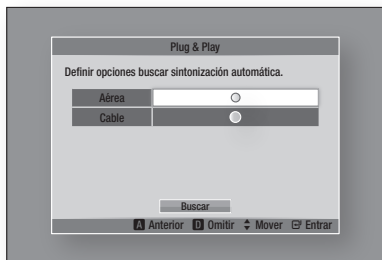 Plug & Play
Definir opciones buscar sintonización automática.
Aérea
Cable
Buscar
A Anterior D Omitir Mover Entrar